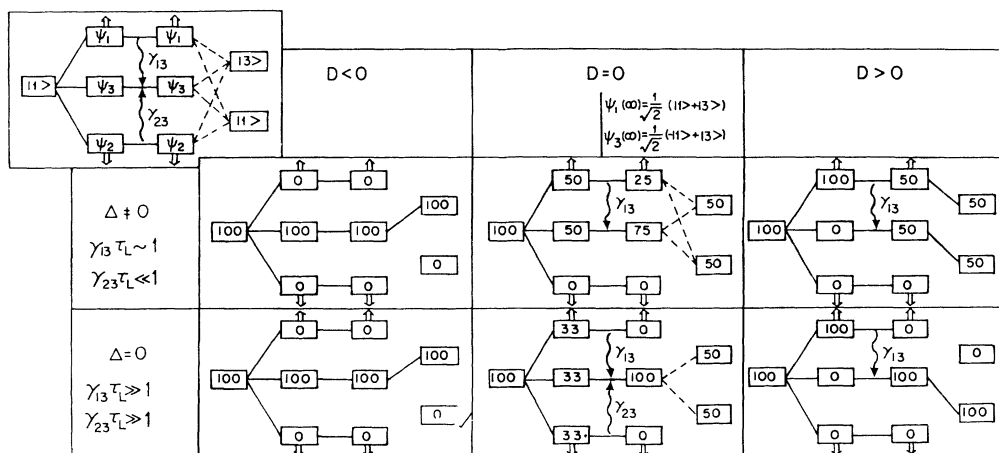 ψ₁ ψ₁
γ₁₃ |3>
|1> ψ₃ ψ₃
γ₂₃ |1>
ψ₂ ψ₂
D<0
D=0
ψ₁(∞)=1/√2 (|1>+|3>)
ψ₃(∞)=1/√2 (-|1>+|3>)
D>0
Δ ≠ 0
γ₁₃τ_L∼1
γ₂₃τ_L≪1
0 0
100
100 100 100
0
0 0
50 25
γ₁₃ 50
100 50 75
50
0 0
100 50
γ₁₃ 50
100 0 50
50
0 0
Δ=0
γ₁₃τ_L≫1
γ₂₃τ_L≫1
0 0
100
100 100 100
0
0 0
33 0
γ₁₃ 50
100 33 100
γ₂₃ 50
33 0
100 0
γ₁₃ 0
100 0 100
100
0 0